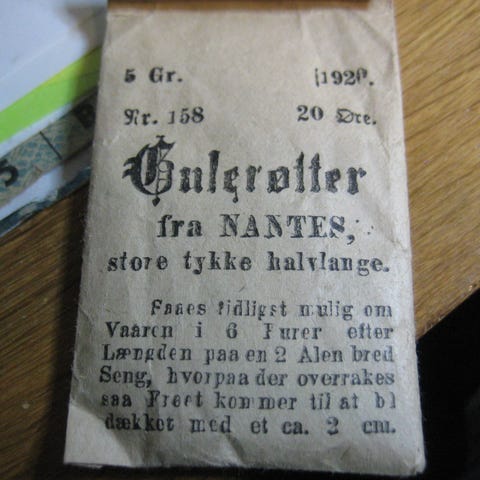 5 Gr. 1920.
Nr. 158 20 Øre.
Gulerøtter
fra NANTES,
store tykke halvlange.
Saaes tidligst mulig om
Vaaren i 6 Furer efter
Længden paa en 2 Alen bred
Seng, hvorpaa der overrakes
saa Frøet kommer til at bl
dækket med et ca. 2 cm.